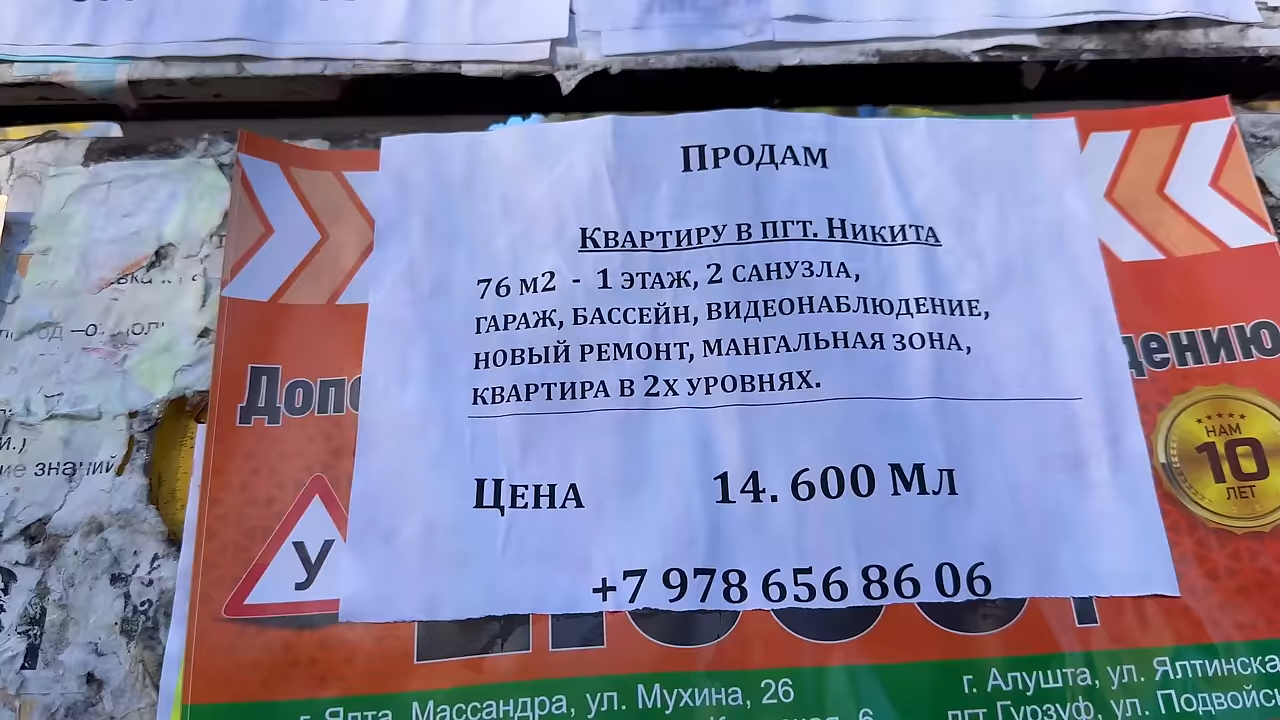 ПРОДАМ
КВАРТИРУ В ПГТ. НИКИТА
76 М2 - 1 ЭТАЖ, 2 САНУЗЛА,
ГАРАЖ, БАССЕЙН, ВИДЕОНАБЛЮДЕНИЕ,
НОВЫЙ РЕМОНТ, МАНГАЛЬНАЯ ЗОНА,
КВАРТИРА В 2Х УРОВНЯХ.
ЦЕНА 14. 600 МЛ
+7 978 656 86 06
У
НАМ
10
ЛЕТ
знаний
г. Ялта, Массандра, ул. Мухина, 26
г. Алушта, ул. Ялтинска
пгт Гурзуф, ул. Подвойс